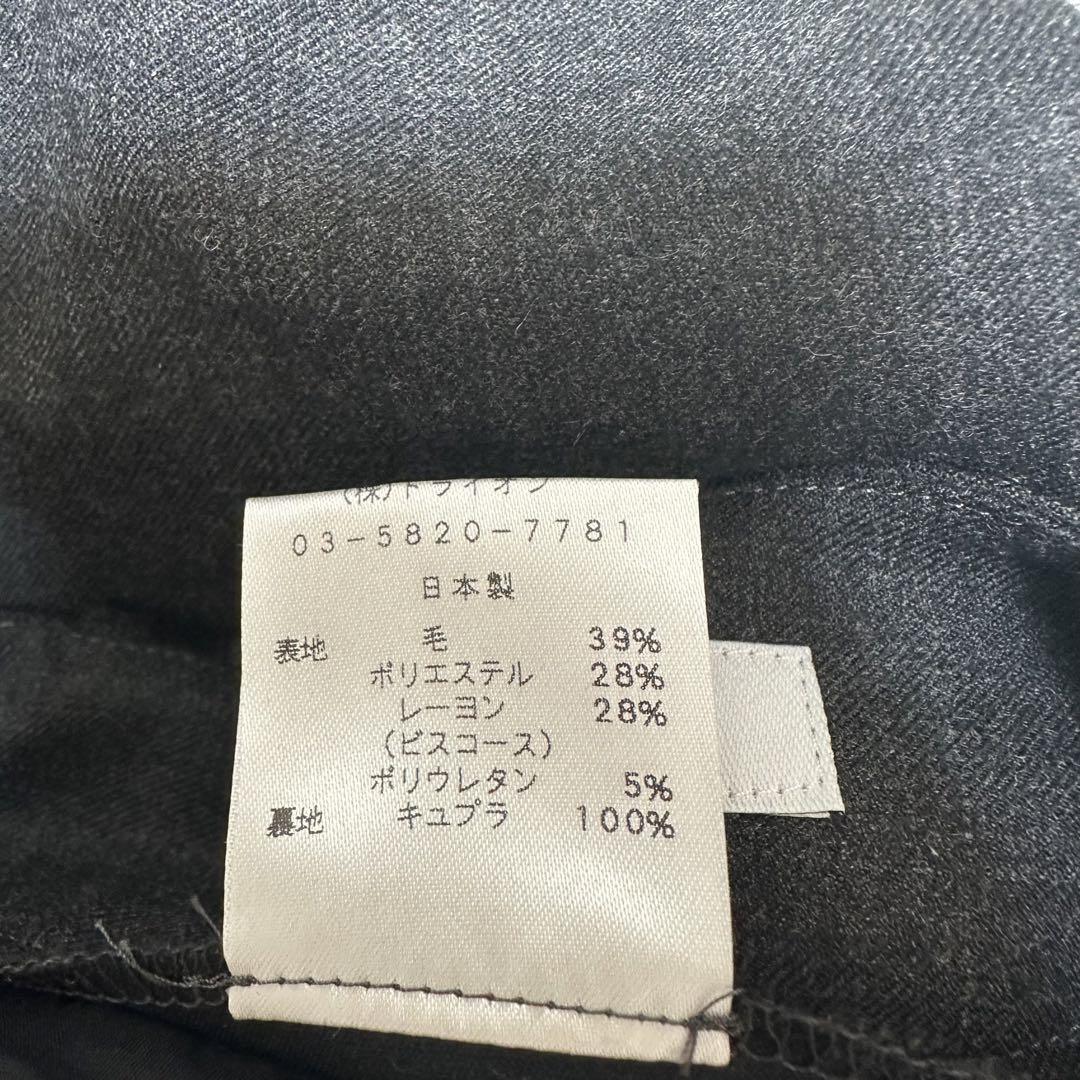 (株)ドライオン
03-5820-7781
日本製
表地 毛 39%
ポリエステル 28%
レーヨン 28%
(ビスコース)
ポリウレタン 5%
裏地 キュプラ 100%